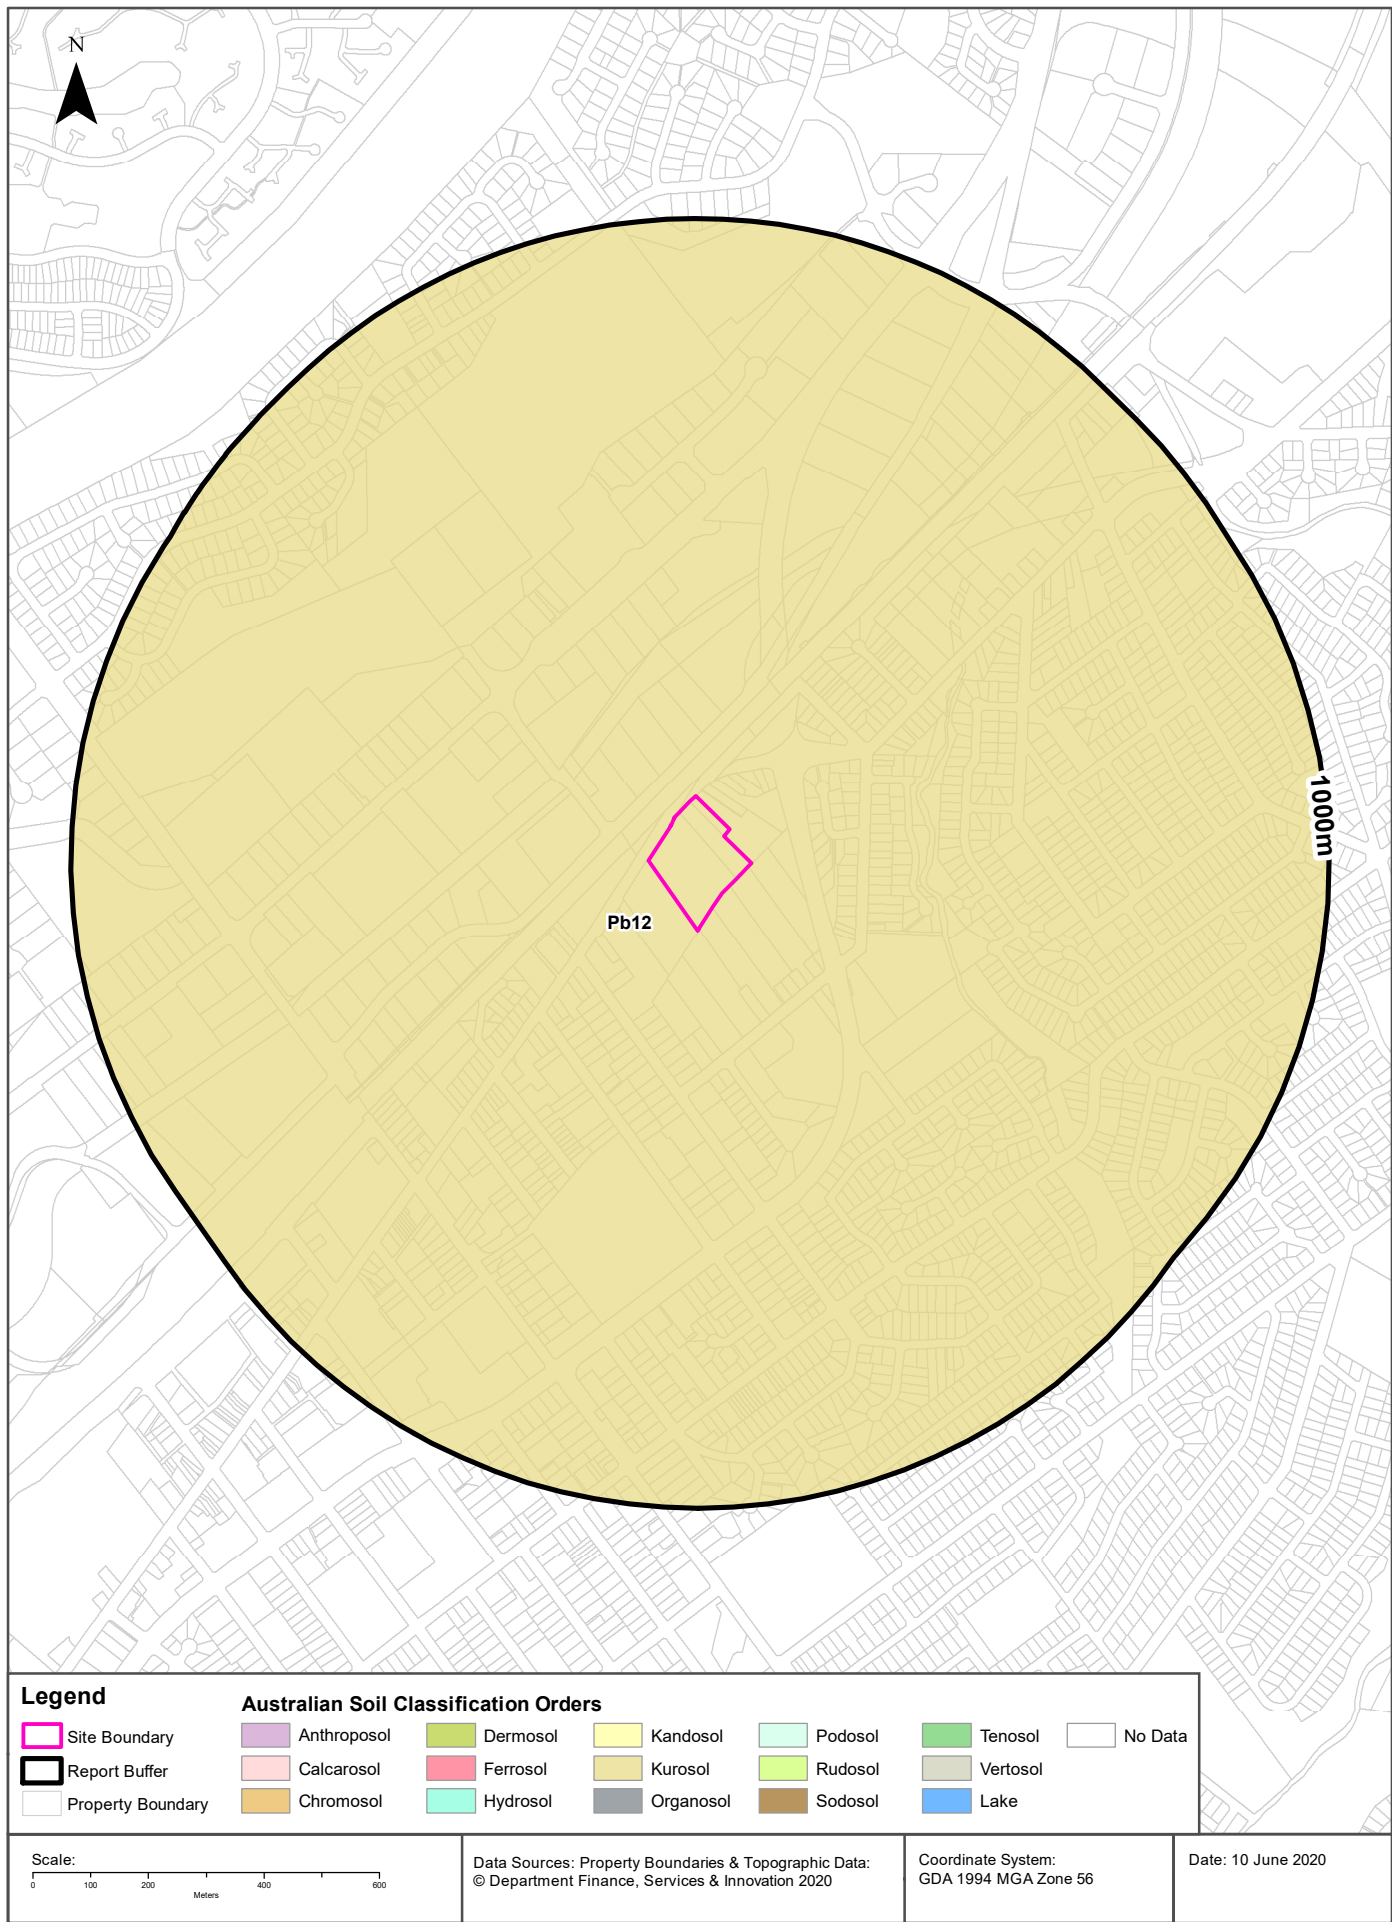 N
1000m
Pb12
Legend
Site Boundary
Report Buffer
Property Boundary
Australian Soil Classification Orders
Anthroposol
Calcarosol
Chromosol
Dermosol
Ferrosol
Hydrosol
Kandosol
Kurosol
Organosol
Podosol
Rudosol
Sodosol
Tenosol
Vertosol
Lake
No Data
Scale:
0 100 200 400 600
Meters
Data Sources: Property Boundaries & Topographic Data:
© Department Finance, Services & Innovation 2020
Coordinate System:
GDA 1994 MGA Zone 56
Date: 10 June 2020